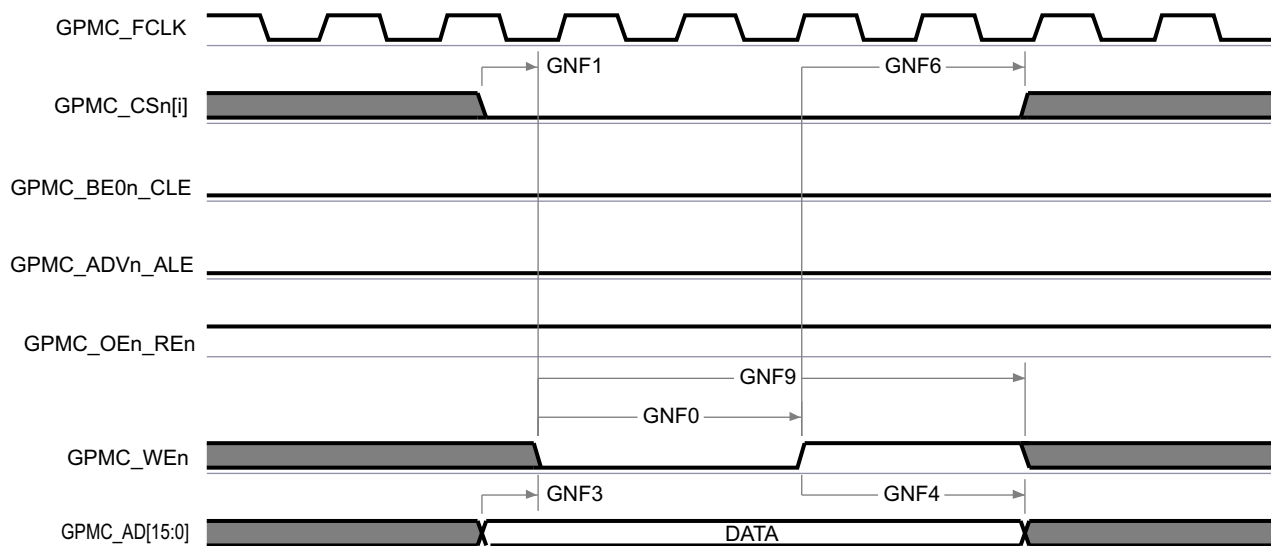 GPMC_FCLK
GNF1
GNF6
GPMC_CSn[i]
GPMC_BE0n_CLE
GPMC_ADVn_ALE
GPMC_OEn_REn
GNF9
GNF0
GPMC_WEn
GNF3
GNF4
GPMC_AD[15:0]
DATA